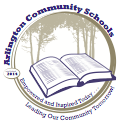 Arlington Community Schools
2014
Empowered and Inspired Today
Leading Our Community Tomorrow!